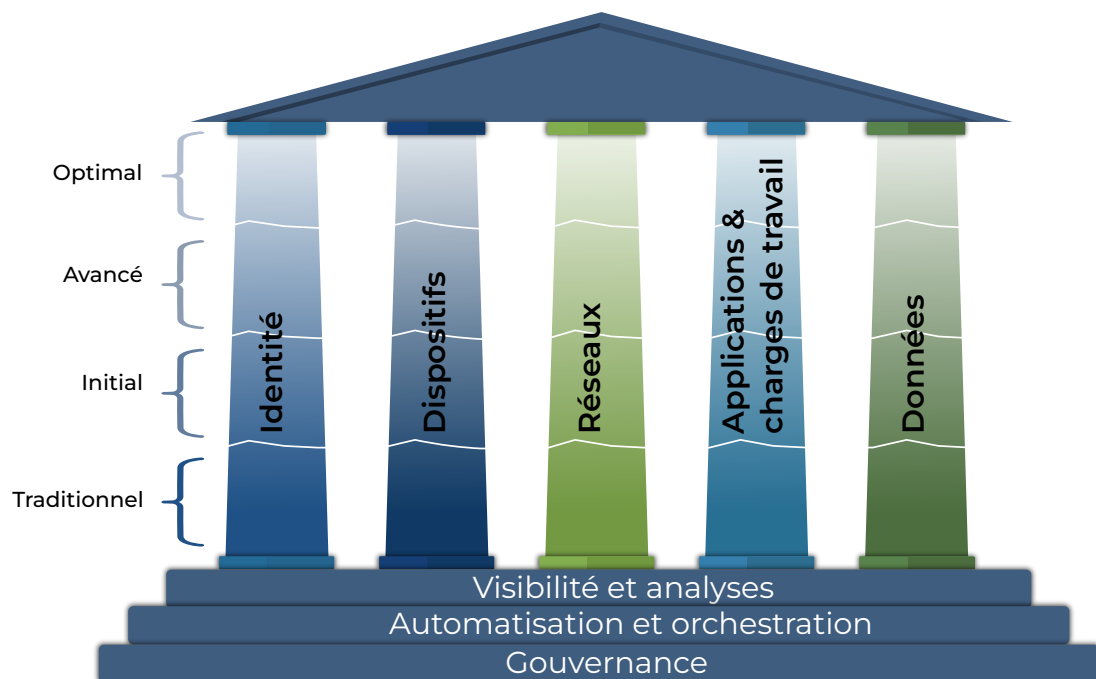 Optimal
Avancé
Initial
Traditionnel
Identité
Dispositifs
Réseaux
Applications &
charges de travail
Données
Visibilité et analyses
Automatisation et orchestration
Gouvernance